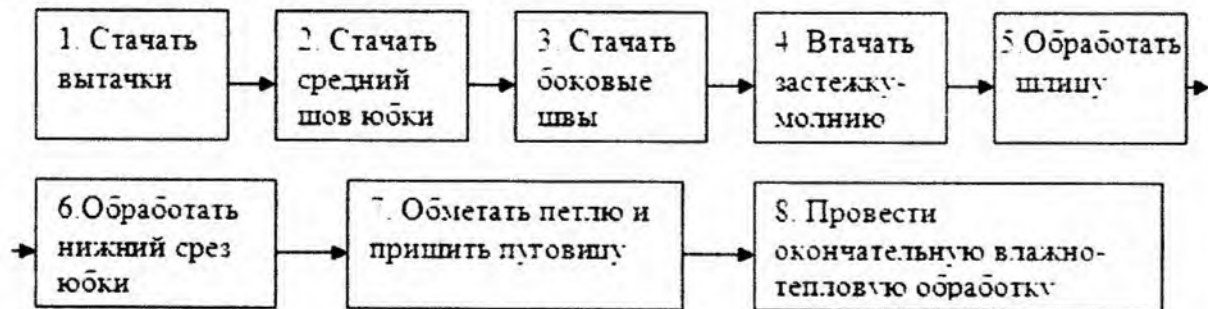 1. Стачать
вытачки
2. Стачать
средний
шов юбки
3. Стачать
боковые
швы
4. Втачать
застежку-
молнию
5.Обработать
шлицу
6.Обработать
нижний срез
юбки
7. Обметать петлю и
пришить пуговицу
8. Провести
окончательную влажно-
тепловую обработку